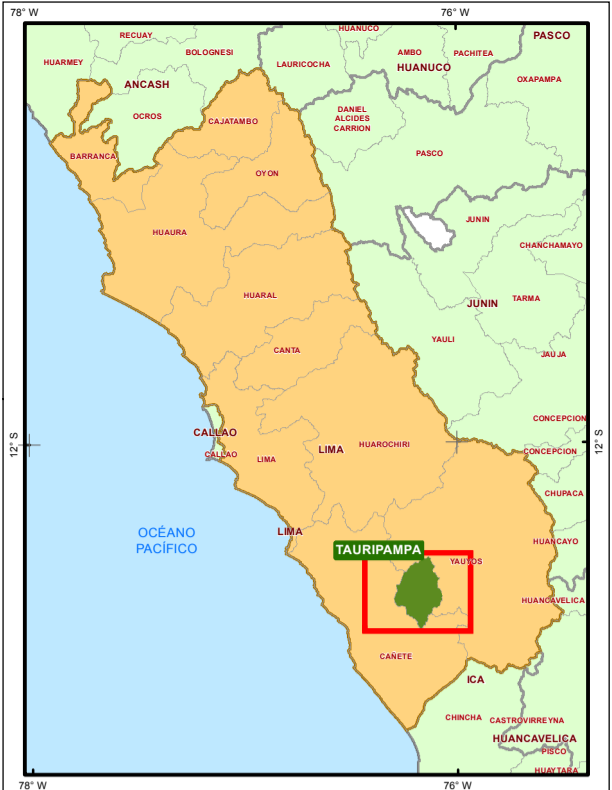 78° W
76° W
HUANUCO
RECUAY
PASCO
BOLOGNESI
AMBO
PACHITEA
HUARMEY
LAURICOCHA
HUANUCO
OXAPAMPA
ANCASH
OCROS
CAJATAMBO
DANIEL
ALCIDES
CARRION
BARRANCA
PASCO
OYON
HUAURA
JUNIN
CHANCHAMAYO
HUARAL
JUNIN
TARMA
YAULI
CANTA
JAUJA
CONCEPCION
CALLAO
12° S
12° S
LIMA
HUAROCHIRI
CALLAO
LIMA
CONCEPCION
CHUPACA
OCÉANO
PACÍFICO
LIMA
HUANCAYO
TAURIPAMPA
YAUYOS
HUANCAVELICA
CAÑETE
ICA
CHINCHA
CASTROVIRREYNA
HUANCAVELICA
PISCO
HUAYTARA
78° W
76° W